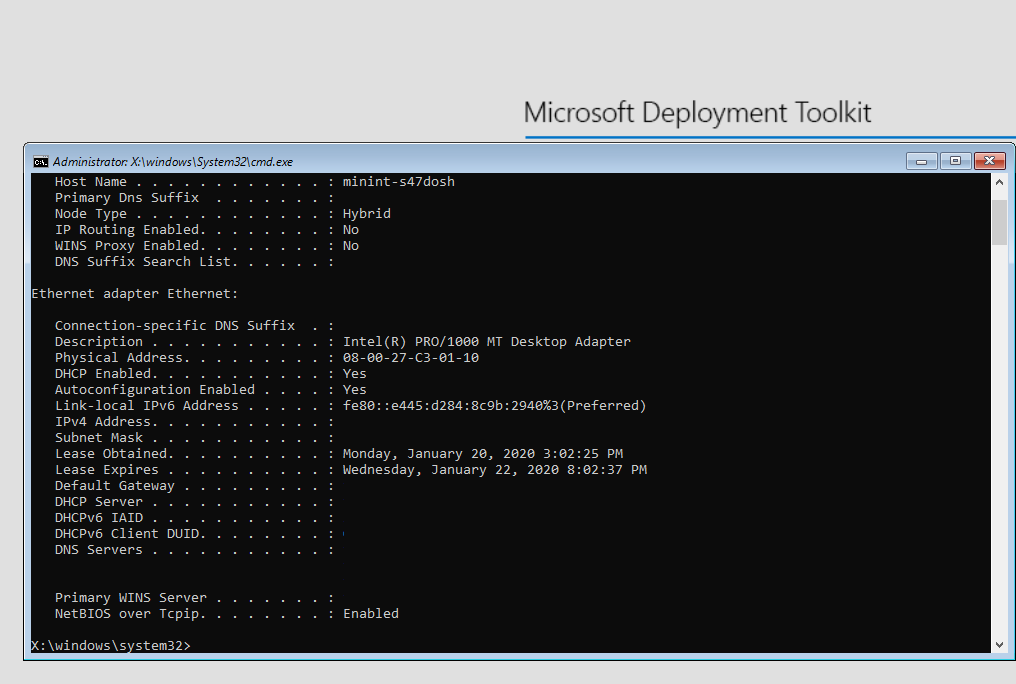 Microsoft Deployment Toolkit
Administrator: X:\windows\System32\cmd.exe
Host Name . . . . . . . . . . . . : minint-s47dosh
Primary Dns Suffix  . . . . . . . :
Node Type . . . . . . . . . . . . : Hybrid
IP Routing Enabled. . . . . . . . : No
WINS Proxy Enabled. . . . . . . . : No
DNS Suffix Search List. . . . . . :
Ethernet adapter Ethernet:
Connection-specific DNS Suffix  . :
Description . . . . . . . . . . . : Intel(R) PRO/1000 MT Desktop Adapter
Physical Address. . . . . . . . . : 08-00-27-C3-01-10
DHCP Enabled. . . . . . . . . . . : Yes
Autoconfiguration Enabled . . . . : Yes
Link-local IPv6 Address . . . . . : fe80::e445:d284:8c9b:2940%3(Preferred)
IPv4 Address. . . . . . . . . . . :
Subnet Mask . . . . . . . . . . . :
Lease Obtained. . . . . . . . . . : Monday, January 20, 2020 3:02:25 PM
Lease Expires . . . . . . . . . . : Wednesday, January 22, 2020 8:02:37 PM
Default Gateway . . . . . . . . . :
DHCP Server . . . . . . . . . . . :
DHCPv6 IAID . . . . . . . . . . . :
DHCPv6 Client DUID. . . . . . . . :
DNS Servers . . . . . . . . . . . :
Primary WINS Server . . . . . . . :
NetBIOS over Tcpip. . . . . . . . : Enabled
X:\windows\system32>